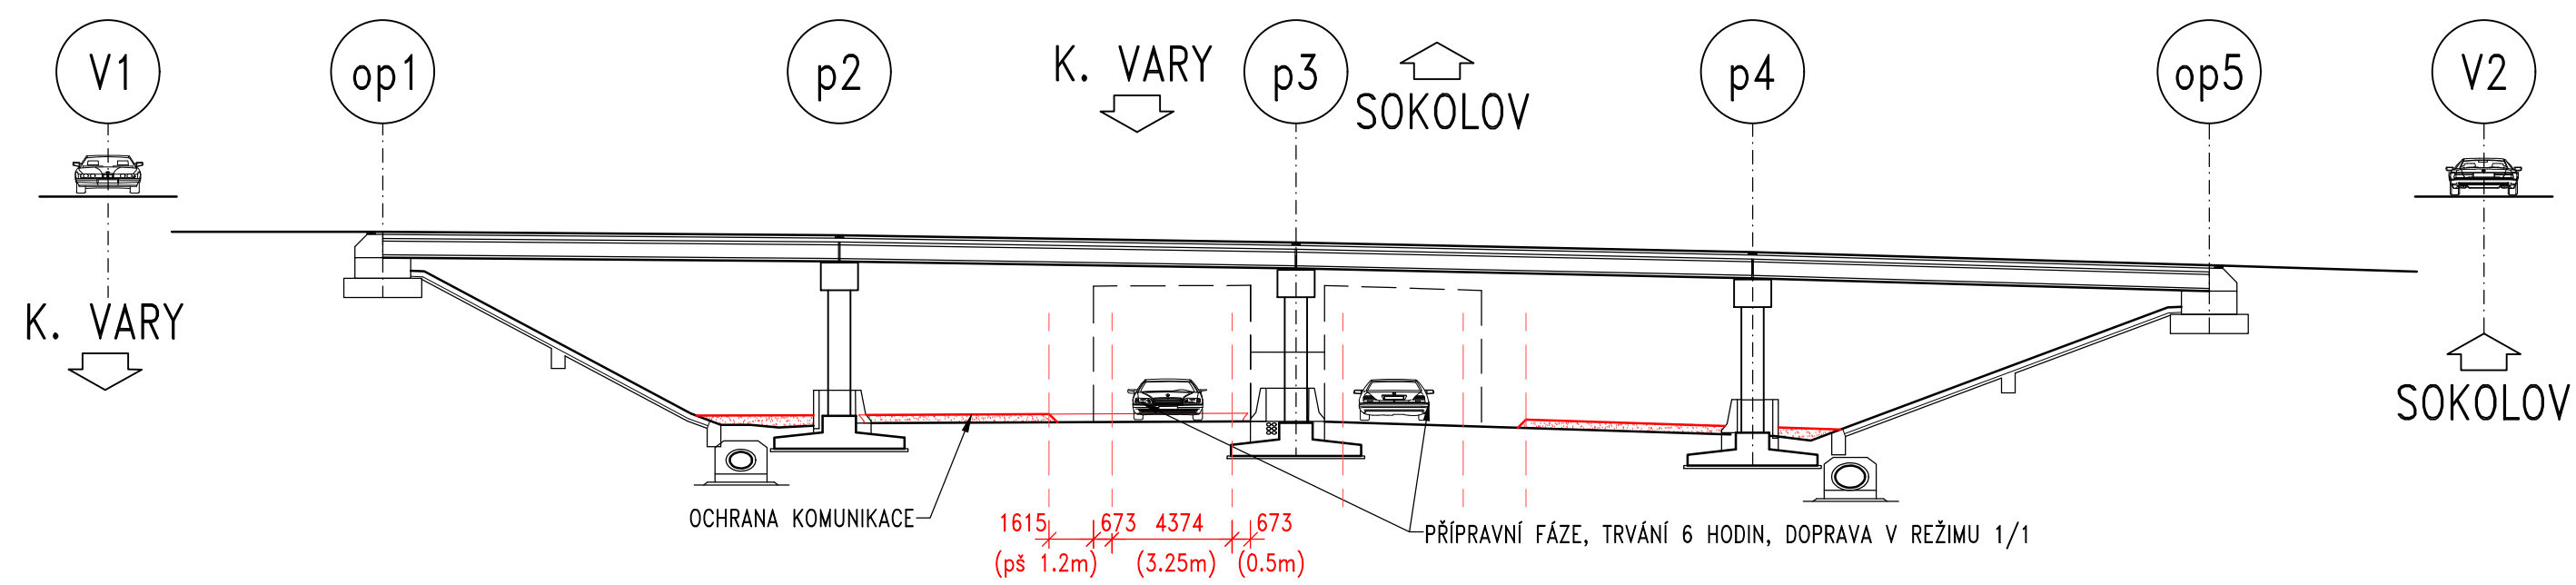 V1
op1
p2
K. VARY
p3
SOKOLOV
p4
op5
V2
K. VARY
SOKOLOV
OCHRANA KOMUNIKACE
1615 673 4374 673
(pš 1.2m) (3.25m) (0.5m)
PŘÍPRAVNÍ FÁZE, TRVÁNÍ 6 HODIN, DOPRAVA V REŽIMU 1/1